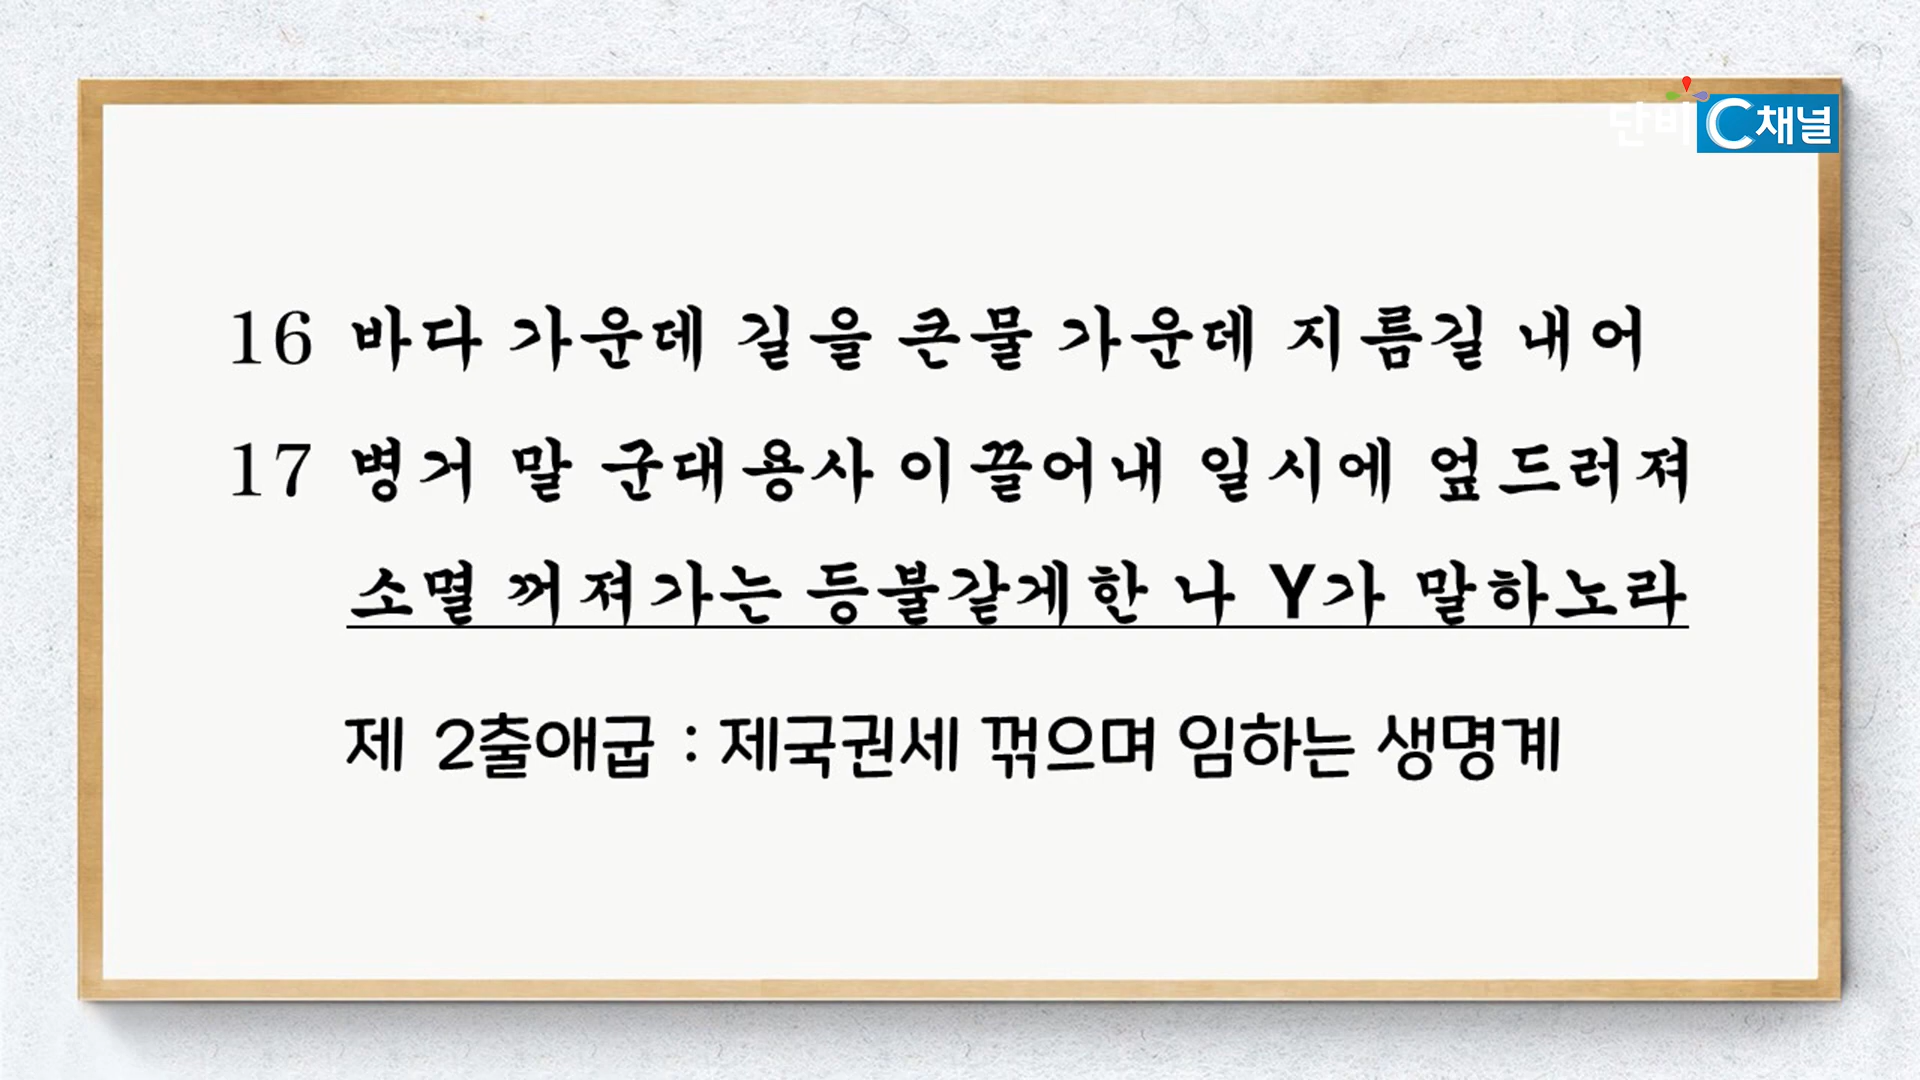 단비 C채널
16 바다 가운데 길을 큰물 가운데 지름길 내어
17 병거 말 군대용사 이끌어내 일시에 엎드러져
소멸 꺼져가는 등불같게한 나 Y가 말하노라
제 2출애굽 : 제국권세 꺾으며 임하는 생명계